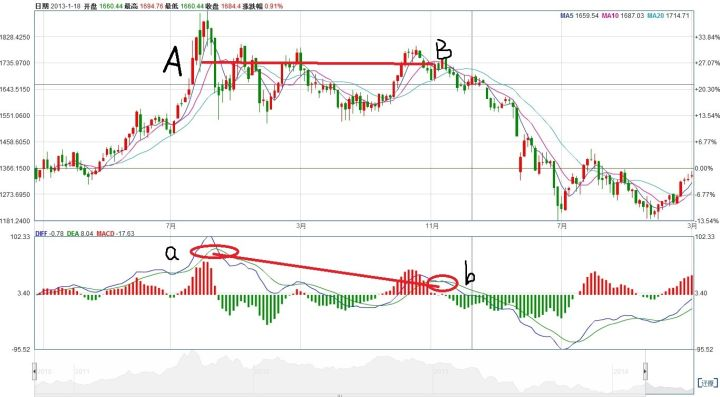 日期 2013-1-18 开盘 1660.44 最高 1694.76 最低 1660.44 收盘 1684.4 涨跌幅 0.91% MA5 1659.54 MA10 1687.03 MA20 1714.71
1828.4250 33.84%
A B
1735.9700 27.07%
1643.5150 20.30%
1551.0600 13.54%
1458.6050 6.77%
1366.1500 0.00%
1273.6950 -6.77%
1181.2400 -13.54%
7月 3月 11月 7月 3月
DIFF -0.78 DEA 8.04 MACD -17.63
102.33 102.33
a b
3.40 3.40
-95.52 -95.52
2010 2011 2013 2014